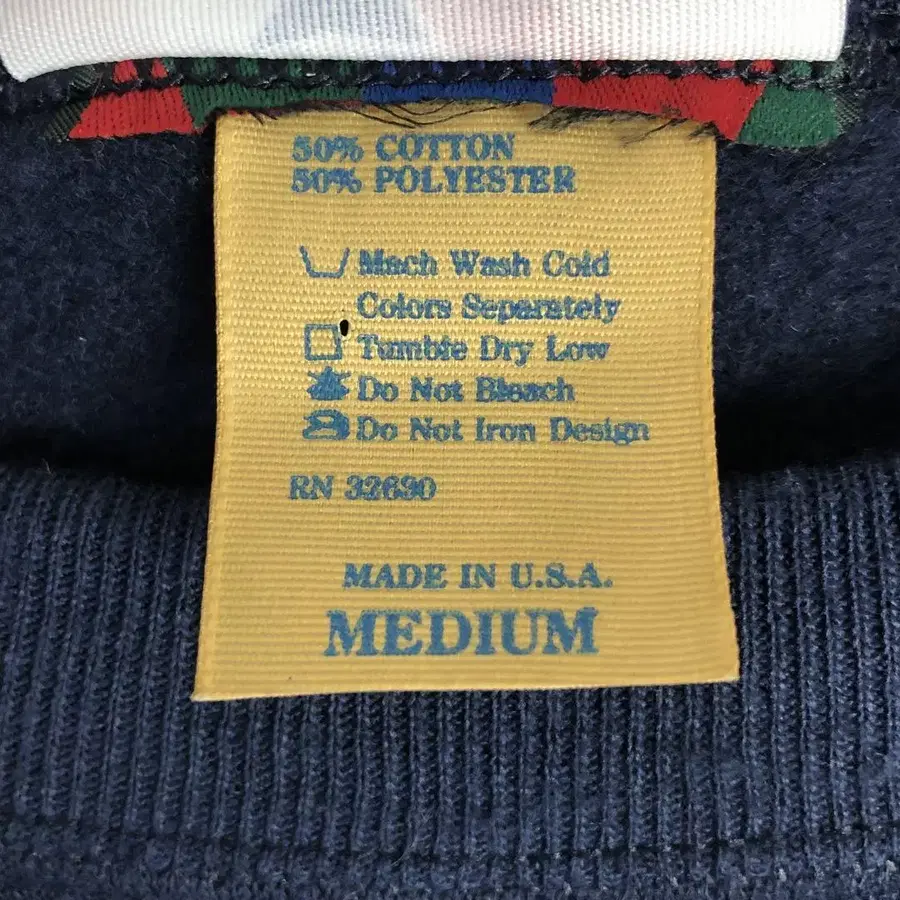 50% COTTON
50% POLYESTER
Mach Wash Cold
Colors Separately
Tumble Dry Low
Do Not Bleach
Do Not Iron Design
RN 32690
MADE IN U.S.A.
MEDIUM